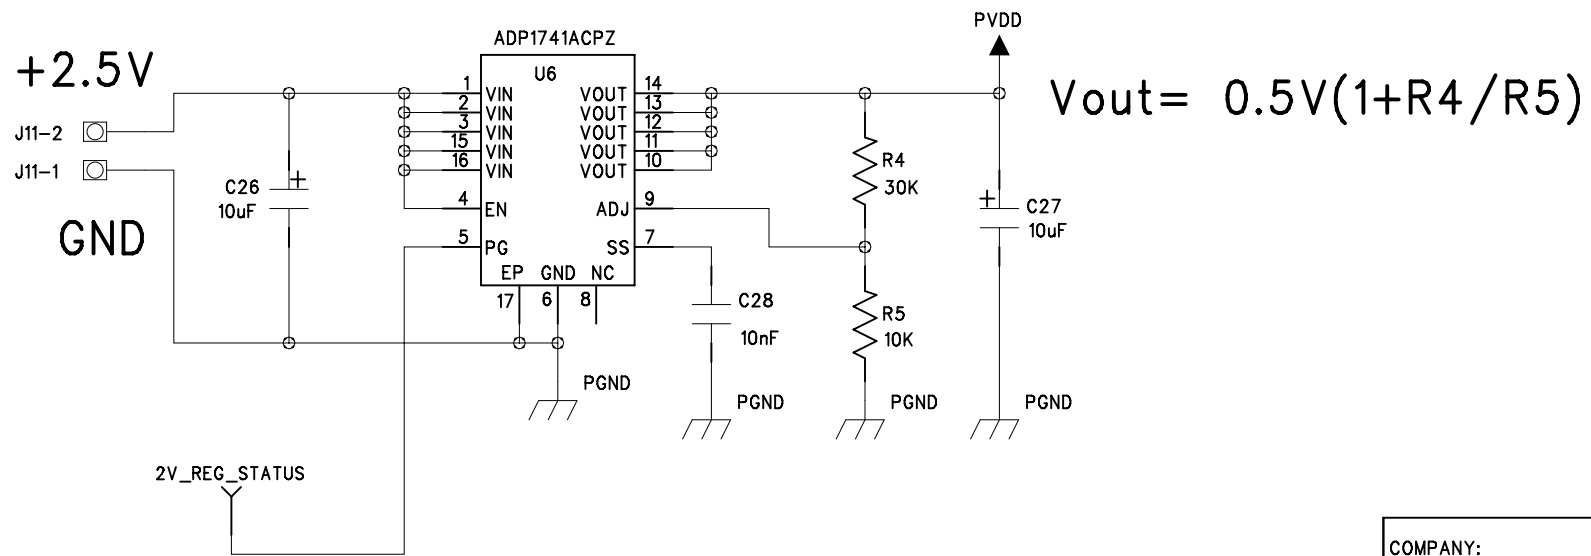 PVDD
ADP1741ACPZ
+2.5V
U6
Vout= 0.5V(1+R4/R5)
1 VIN VOUT 14
2 VIN VOUT 13
3 VIN VOUT 12
15 VIN VOUT 11
16 VIN VOUT 10
J11-2
J11-1
C26
10uF
R4
30K
4 EN ADJ 9
C27
10uF
GND
5 PG SS 7
EP GND NC
17 6 8
C28
10nF
R5
10K
PGND
PGND
PGND
PGND
2V_REG_STATUS
COMPANY: